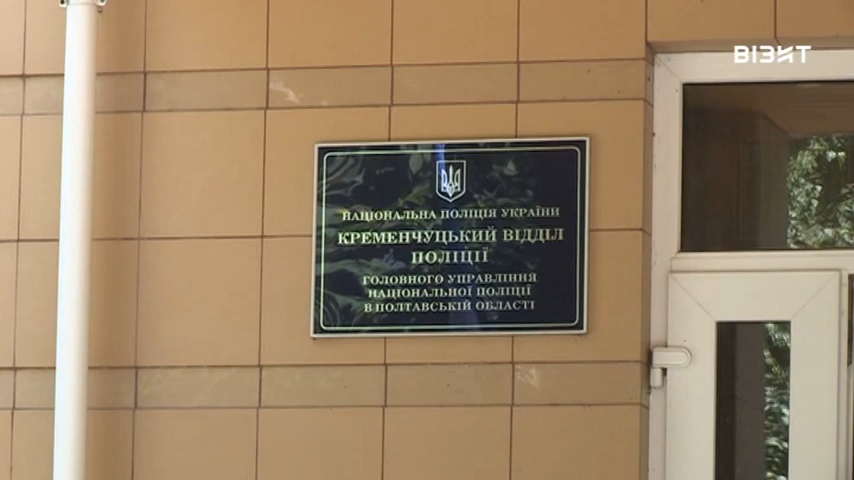 ВІЗИТ
НАЦІОНАЛЬНА ПОЛІЦІЯ УКРАЇНИ
КРЕМЕНЧУЦЬКИЙ ВІДДІЛ
ПОЛІЦІЇ
ГОЛОВНОГО УПРАВЛІННЯ
НАЦІОНАЛЬНОЇ ПОЛІЦІЇ
В ПОЛТАВСЬКІЙ ОБЛАСТІ